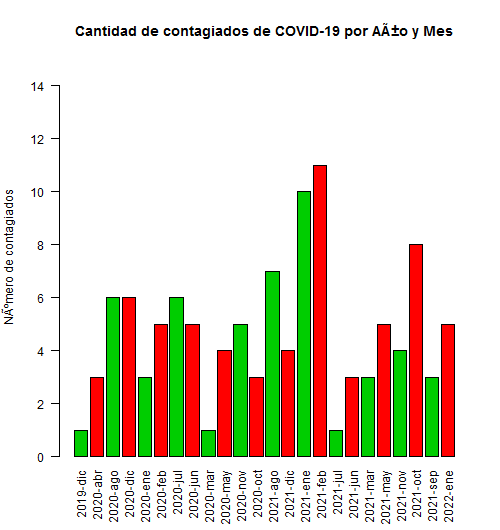 Cantidad de contagiados de COVID-19 por AÃ±o y Mes
NÃºmero de contagiados
14
12
10
8
6
4
2
0
2019-dic
2020-abr
2020-ago
2020-dic
2020-ene
2020-feb
2020-jul
2020-jun
2020-mar
2020-may
2020-nov
2020-oct
2021-ago
2021-dic
2021-ene
2021-feb
2021-jul
2021-jun
2021-mar
2021-may
2021-nov
2021-oct
2021-sep
2022-ene